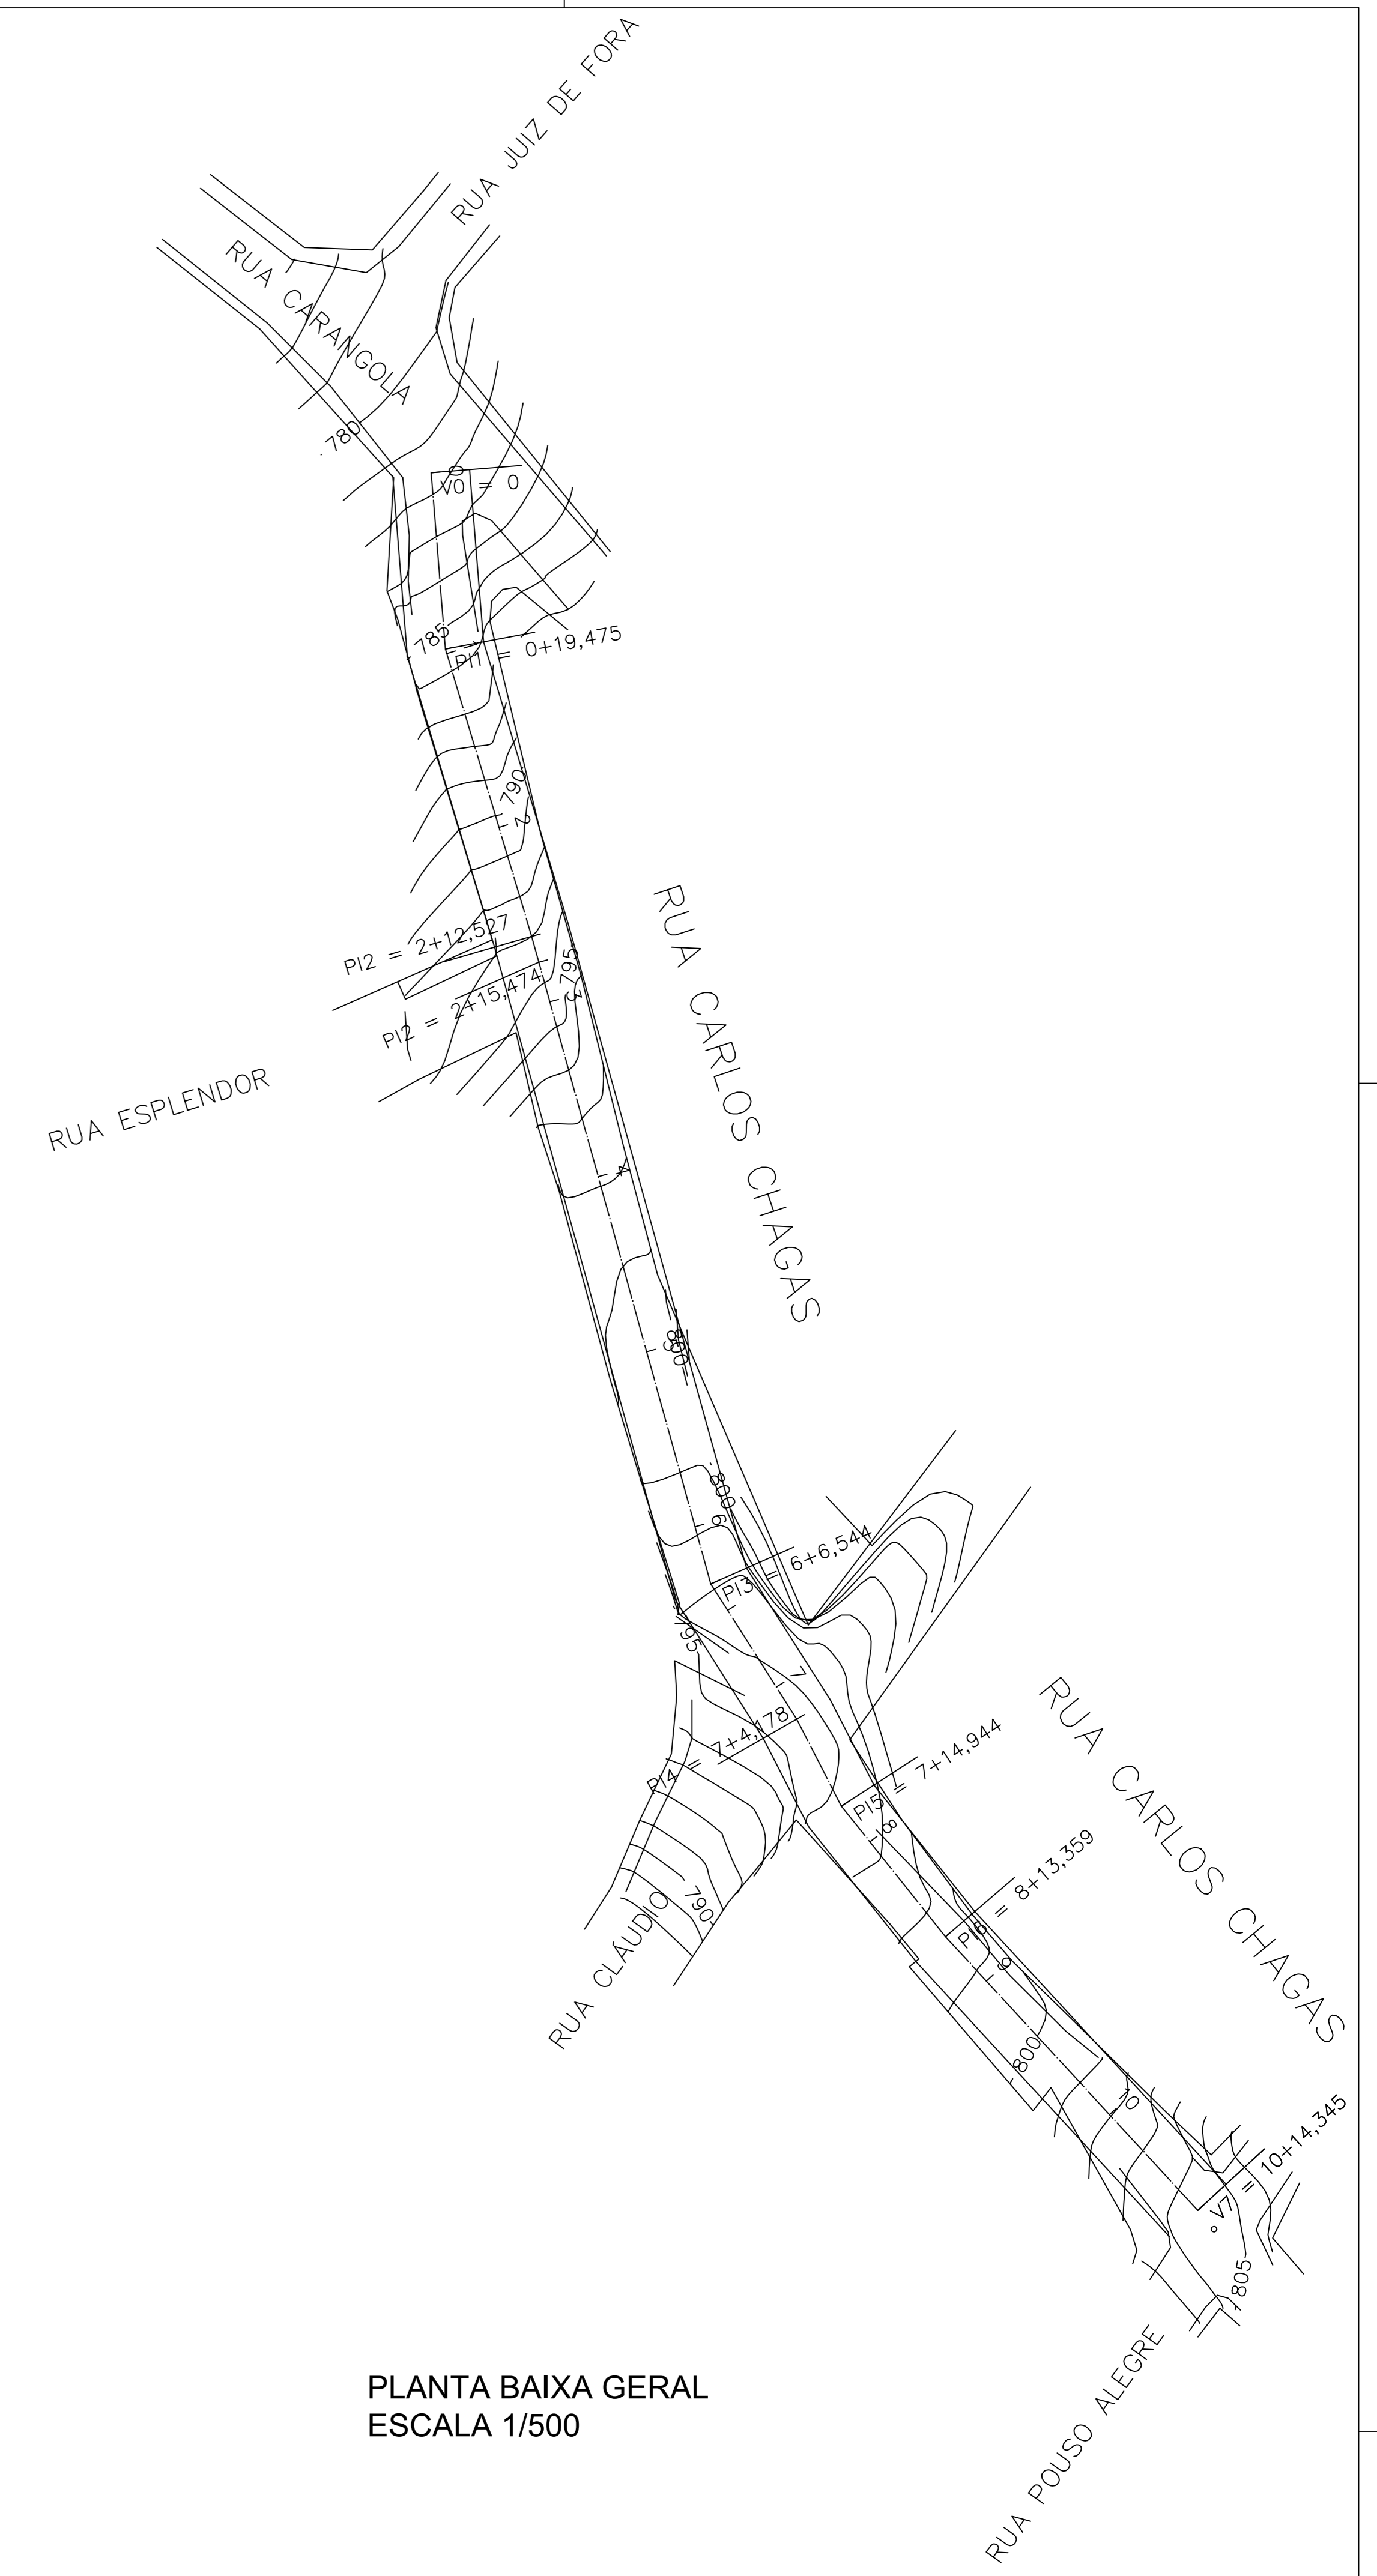 RUA JUIZ DE FORA
RUA CARANGOLA
780
0
V0 = 0
785
1
PI1 = 0+19,475
790
2
PI2 = 2+12,527
795
3
PI2 = 2+15,474
RUA CARLOS CHAGAS
RUA ESPLENDOR
4
5
800
800
6
PI3 = 6+6,544
795
7
PI4 = 7+4,178
RUA CARLOS CHAGAS
PI5 = 7+14,944
8
PI6 = 8+13,359
790
RUA CLÁUDIO
9
800
10
V7 = 10+14,345
805
RUA POUSO ALEGRE
PLANTA BAIXA GERAL
ESCALA 1/500